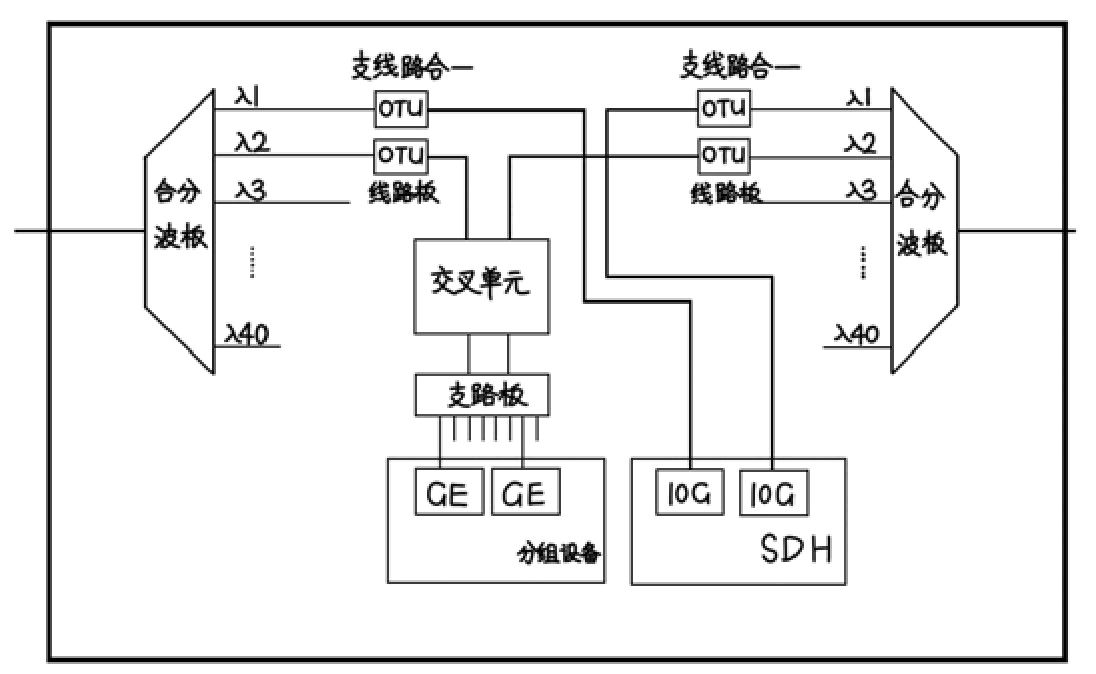 支线路合一
支线路合一
λ1
OTU
OTU
λ1
λ2
OTU
OTU
λ2
合分
波板
λ3
线路板
线路板
λ3
合分
波板
交叉单元
λ40
λ40
支路板
GE
GE
10G
10G
分组设备
SDH